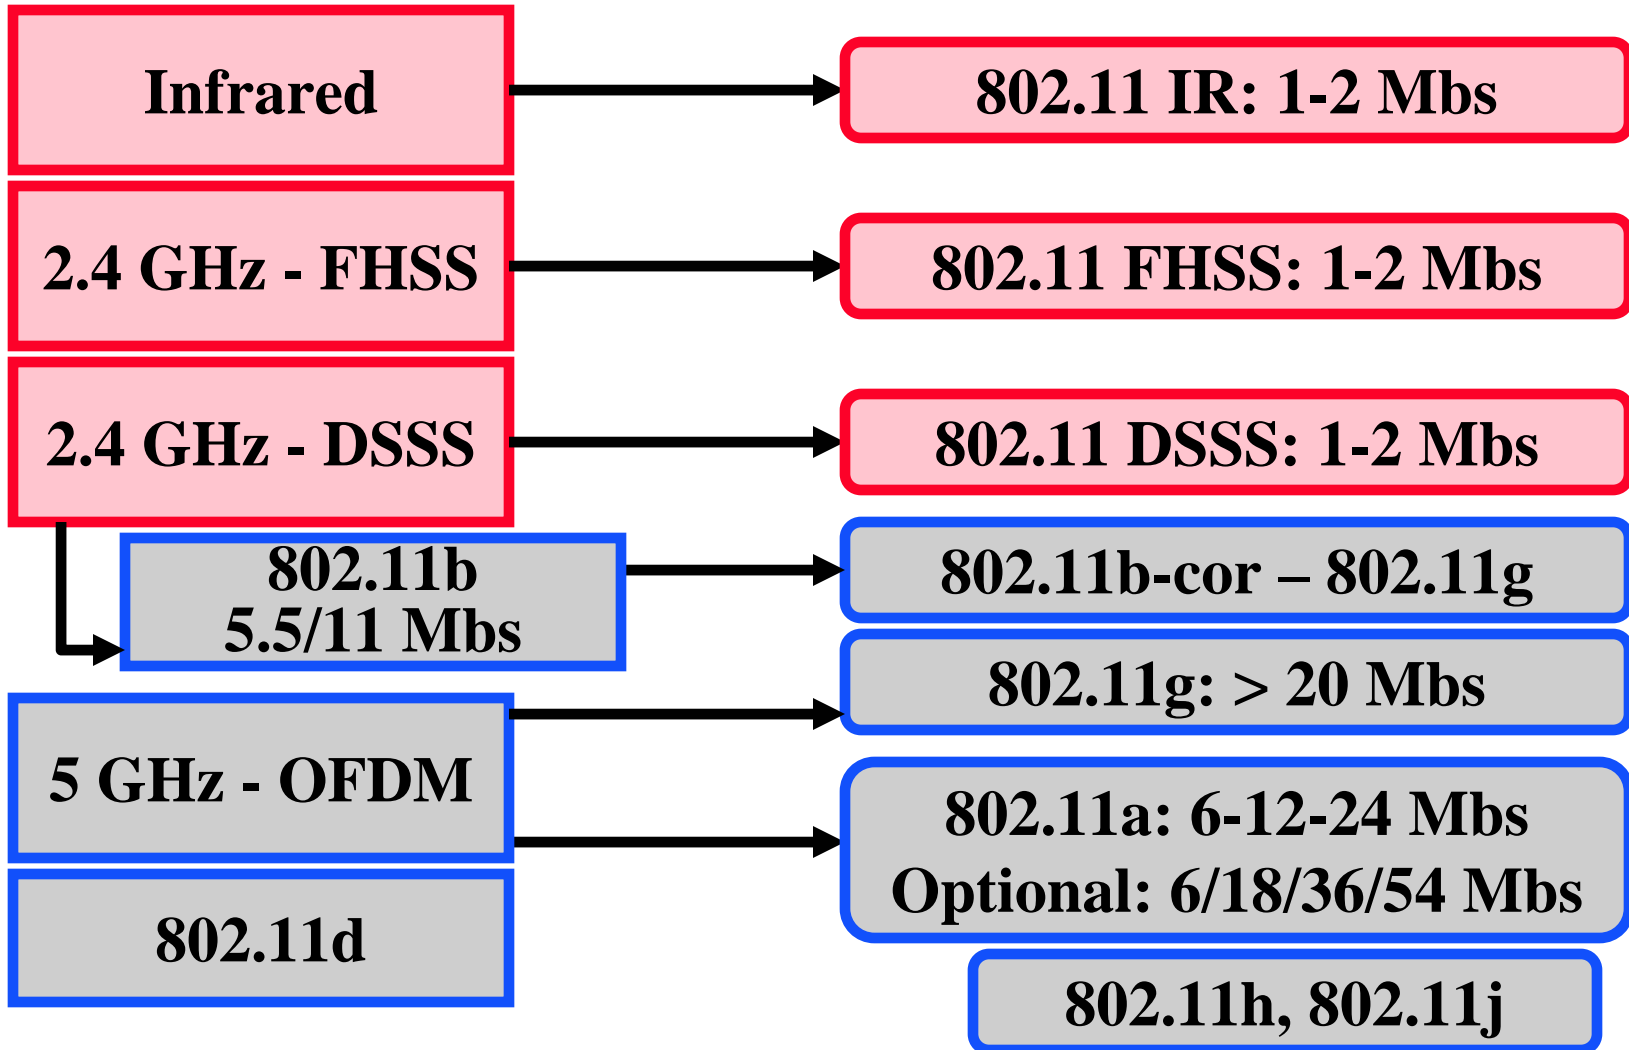 Infrared
802.11 IR: 1-2 Mbs
2.4 GHz - FHSS
802.11 FHSS: 1-2 Mbs
2.4 GHz - DSSS
802.11 DSSS: 1-2 Mbs
802.11b
5.5/11 Mbs
802.11b-cor – 802.11g
802.11g: > 20 Mbs
5 GHz - OFDM
802.11a: 6-12-24 Mbs
Optional: 6/18/36/54 Mbs
802.11d
802.11h, 802.11j